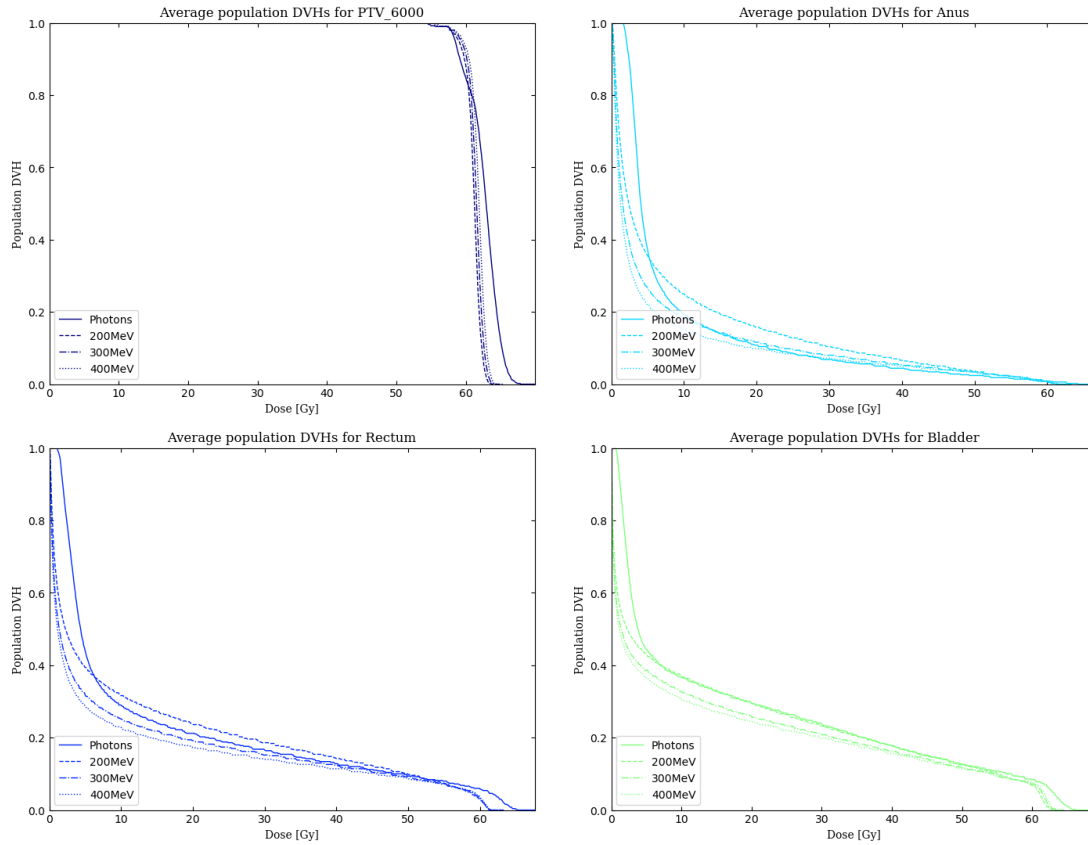 Average population DVHs for PTV_6000
1.0
0.8
0.6
0.4
0.2
0.0
Population DVH
Photons
200MeV
300MeV
400MeV
0 10 20 30 40 50 60
Dose [Gy]
Average population DVHs for Anus
1.0
0.8
0.6
0.4
0.2
0.0
Population DVH
Photons
200MeV
300MeV
400MeV
0 10 20 30 40 50 60
Dose [Gy]
Average population DVHs for Rectum
1.0
0.8
0.6
0.4
0.2
0.0
Population DVH
Photons
200MeV
300MeV
400MeV
0 10 20 30 40 50 60
Dose [Gy]
Average population DVHs for Bladder
1.0
0.8
0.6
0.4
0.2
0.0
Population DVH
Photons
200MeV
300MeV
400MeV
0 10 20 30 40 50 60
Dose [Gy]